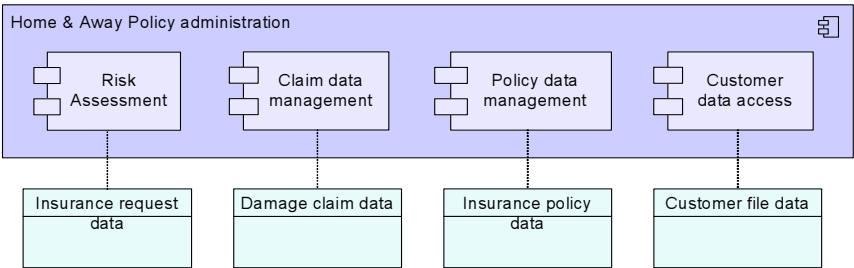 Home & Away Policy administration
Risk
Assessment
Claim data
management
Policy data
management
Customer
data access
Insurance request
data
Damage claim data
Insurance policy
data
Customer file data